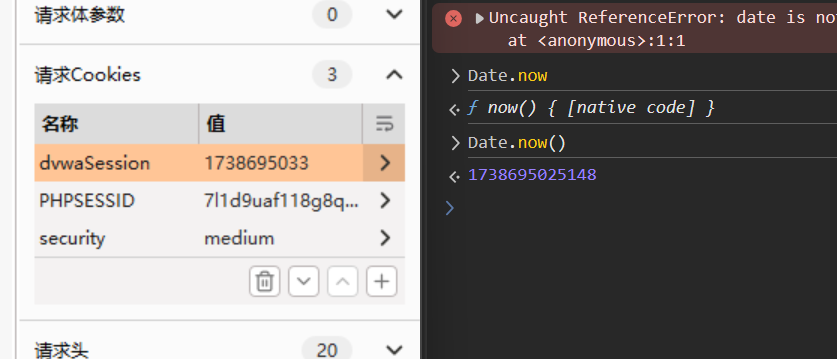 请求体参数 0
请求Cookies 3
名称 值
dvwaSession 1738695033
PHPSESSID 7l1d9uaf118g8q...
security medium
请求头 20
Uncaught ReferenceError: date is no
at <anonymous>:1:1
Date.now
ƒ now() { [native code] }
Date.now()
1738695025148